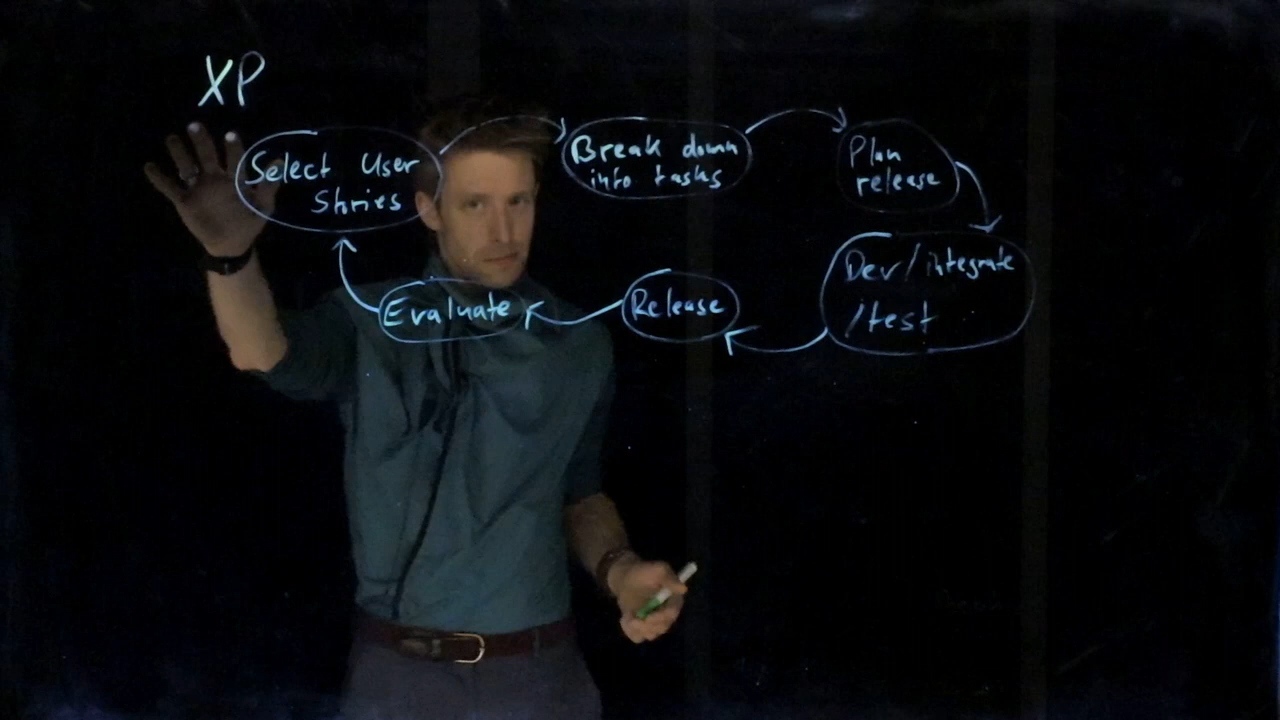 XP
Select User
Stories
Break down
into tasks
Plan
release
Dev/integrate
/test
Release
Evaluate